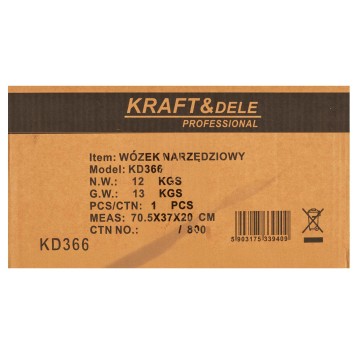 KRAFT&DELE
PROFESSIONAL
Item: WÓZEK NARZĘDZIOWY
Model: KD366
N.W.: 12 KGS
G.W.: 13 KGS
PCS/CTN: 1 PCS
MEAS: 70.5X37X20 CM
CTN NO.: / 800
KD366
5903175339409